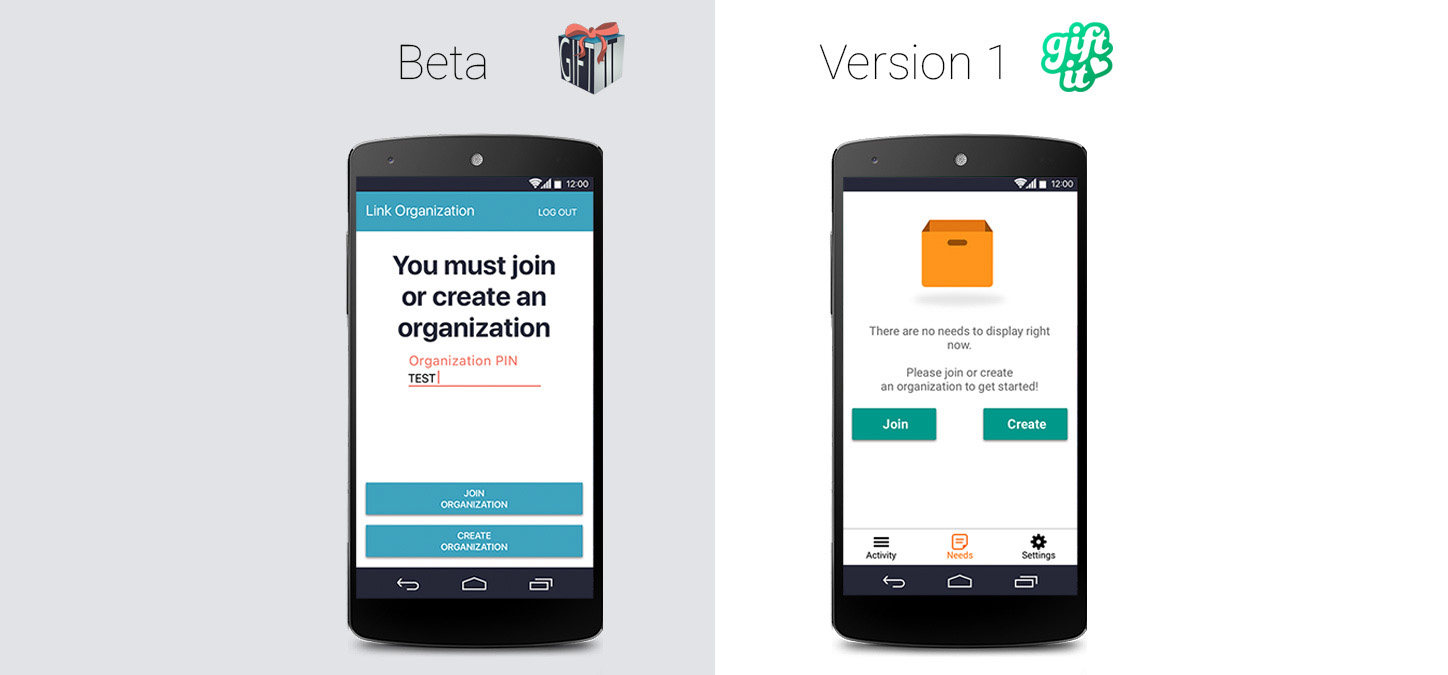 Beta
GIFT IT
Version 1
gift
it
12:00
Link Organization
LOG OUT
You must join
or create an
organization
Organization PIN
TEST
JOIN
ORGANIZATION
CREATE
ORGANIZATION
12:00
There are no needs to display right
now.
Please join or create
an organization to get started!
Join
Create
Activity
Needs
Settings